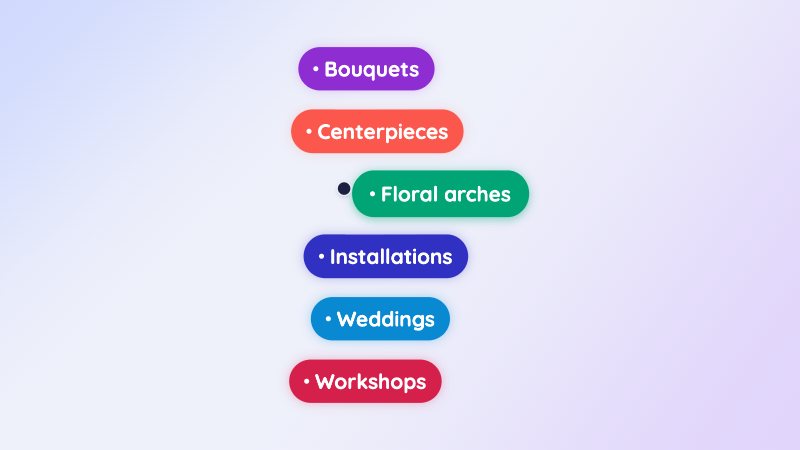 • Bouquets
• Centerpieces
• Floral arches
• Installations
• Weddings
• Workshops